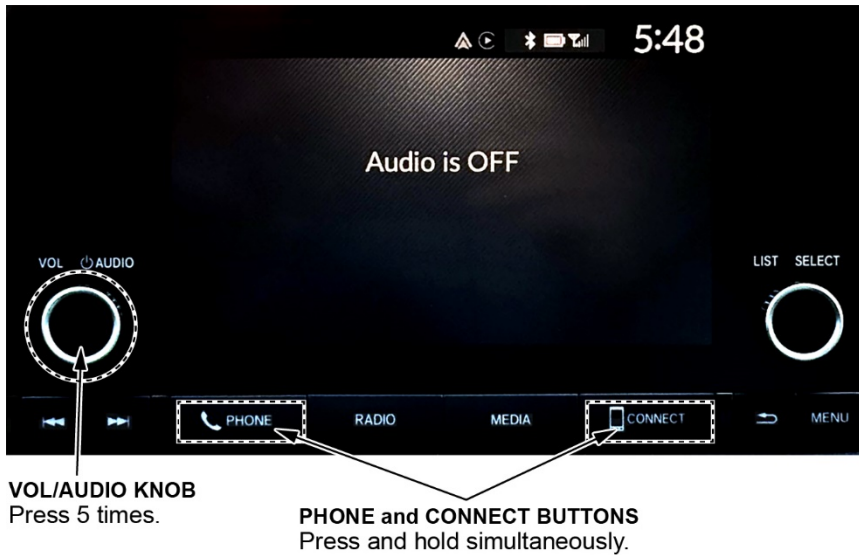 5:48
Audio is OFF
VOL AUDIO
LIST SELECT
PHONE RADIO MEDIA CONNECT MENU
VOL/AUDIO KNOB
Press 5 times.
PHONE and CONNECT BUTTONS
Press and hold simultaneously.